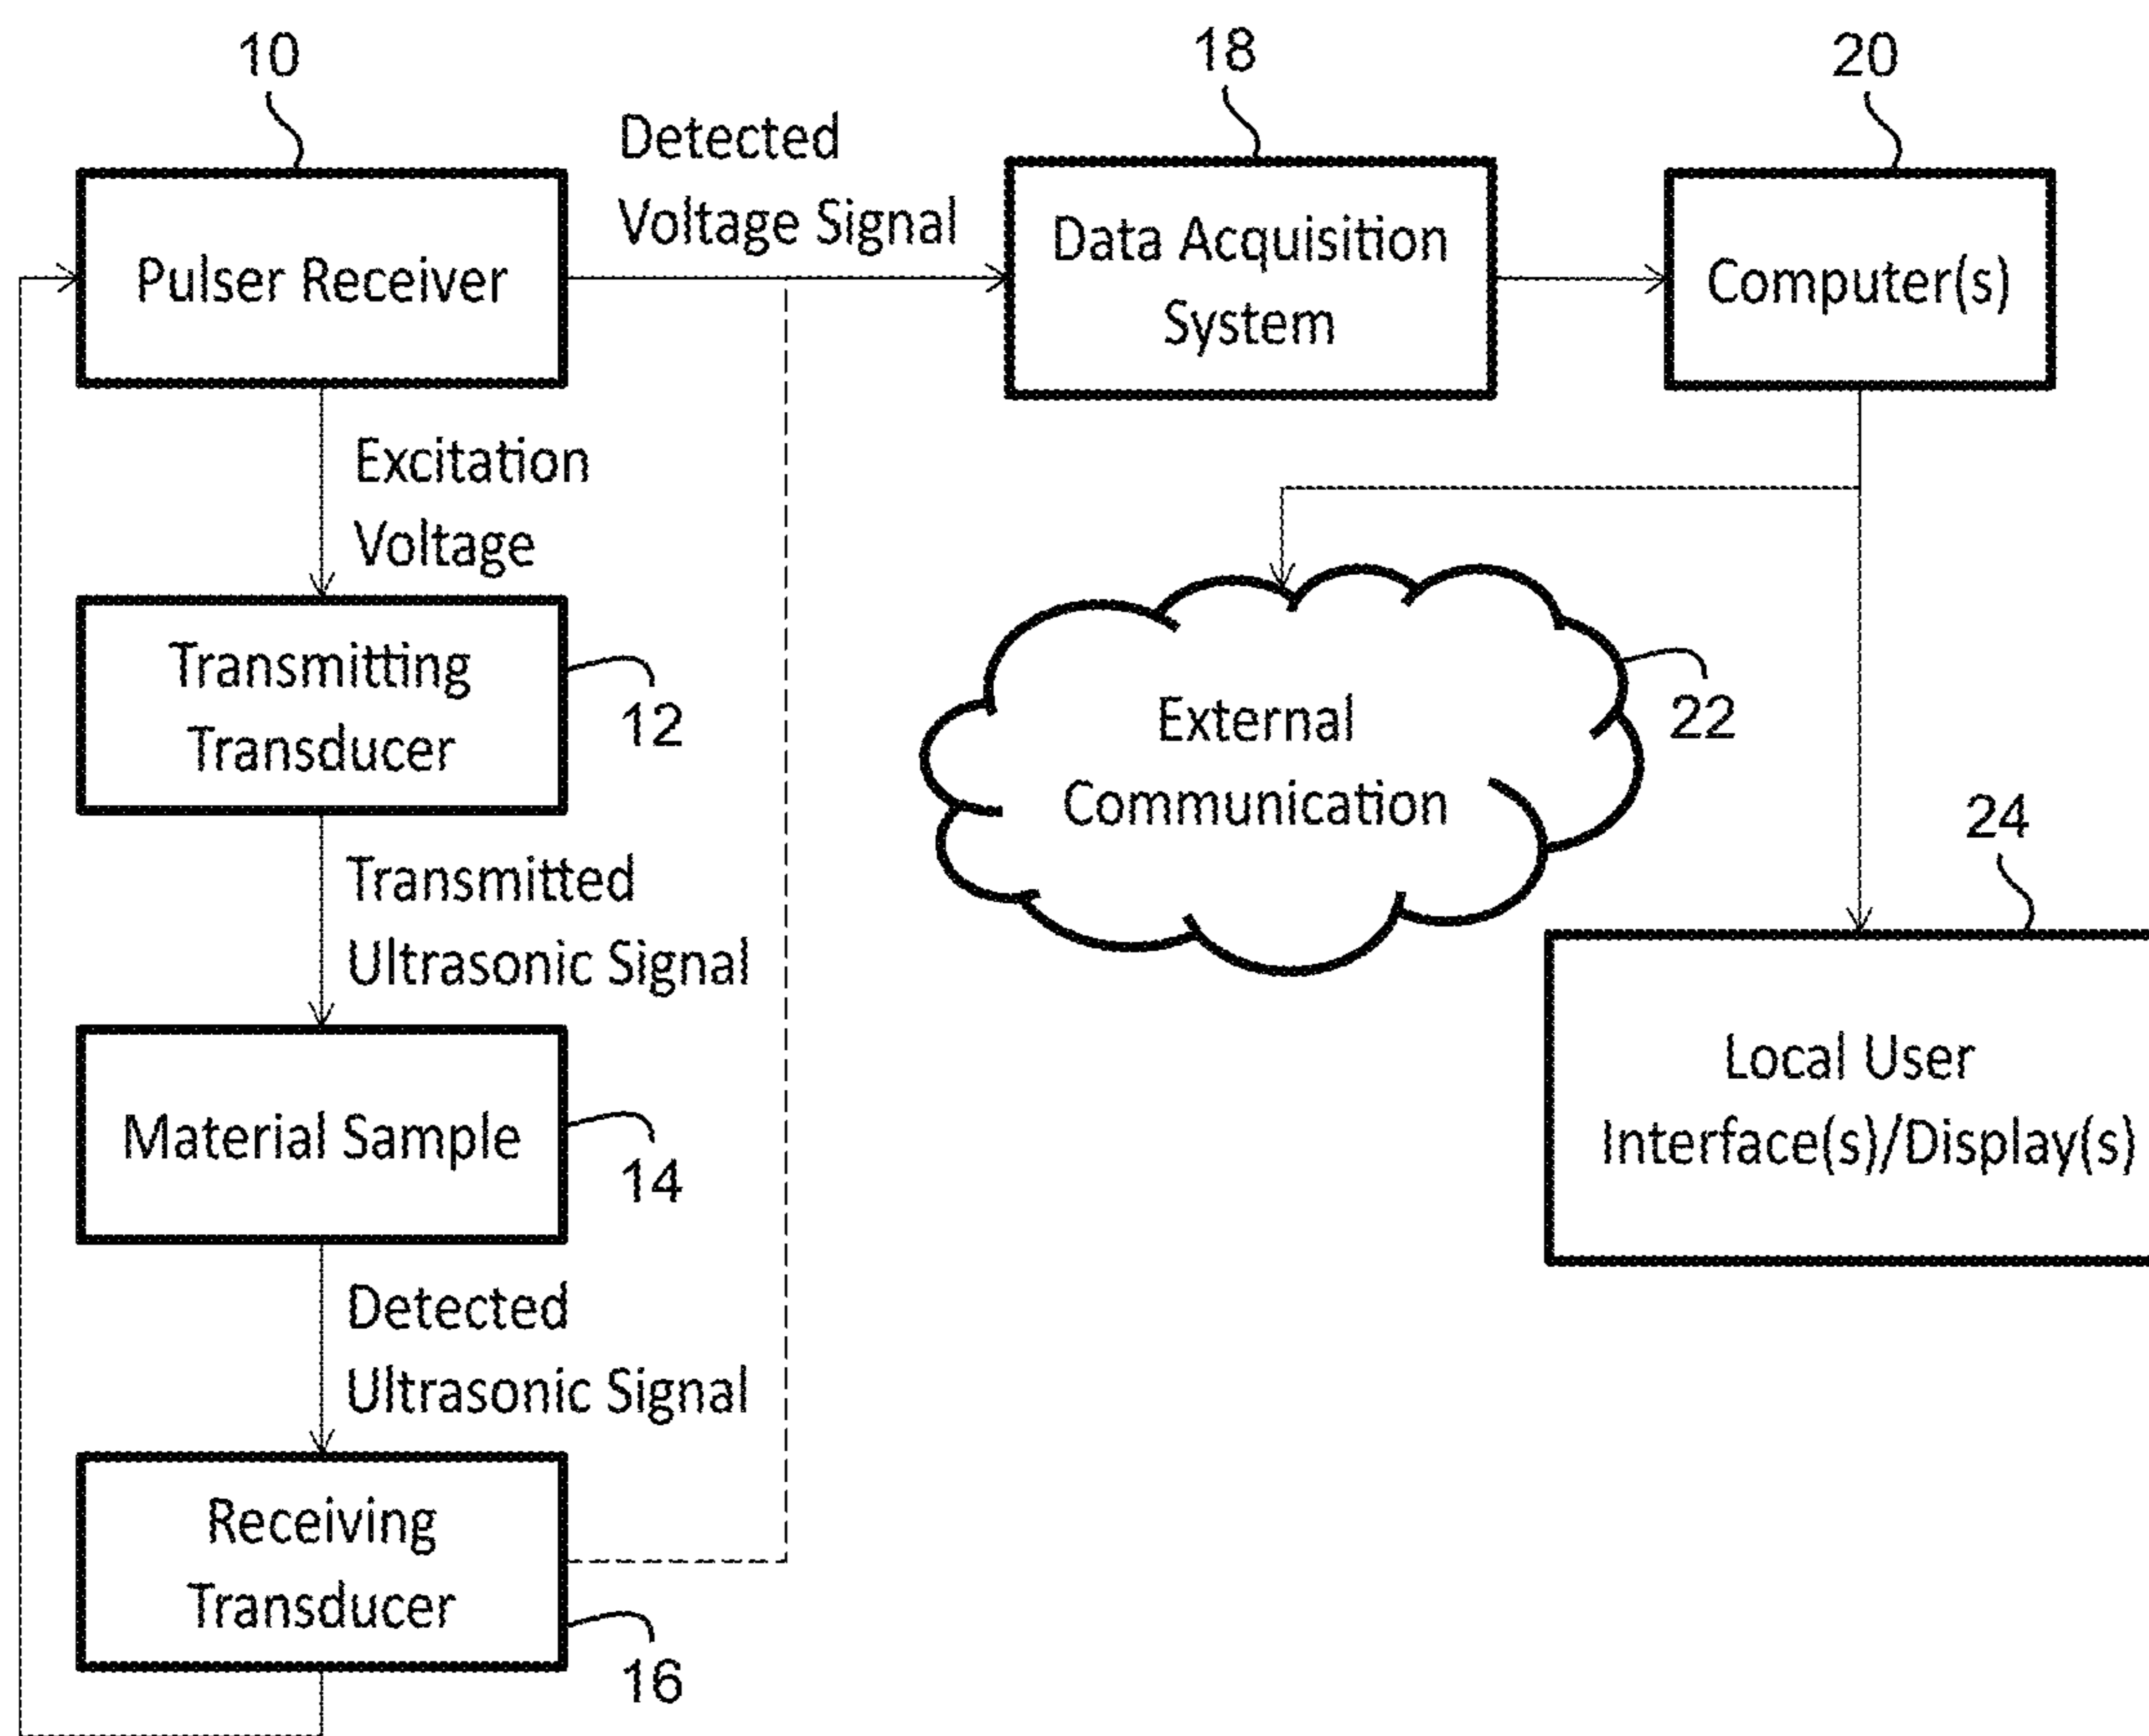 10
18
20
Detected
Voltage Signal
Pulser Receiver
Data Acquisition
System
Computer(s)
Excitation
Voltage
Transmitting
Transducer
12
External
Communication
22
Transmitted
Ultrasonic Signal
24
Material Sample
14
Local User
Interface(s)/Display(s)
Detected
Ultrasonic Signal
Receiving
Transducer
16